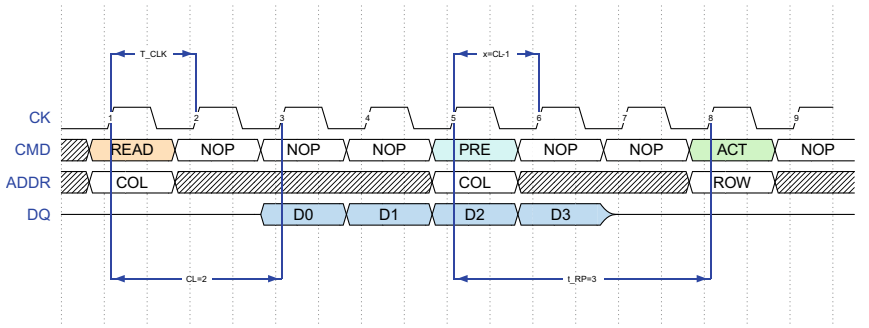 T_CLK x=CL-1
CK 1 2 3 4 5 6 7 8 9
CMD READ NOP NOP NOP PRE NOP NOP ACT NOP
ADDR COL COL ROW
DQ D0 D1 D2 D3
CL=2 t_RP=3